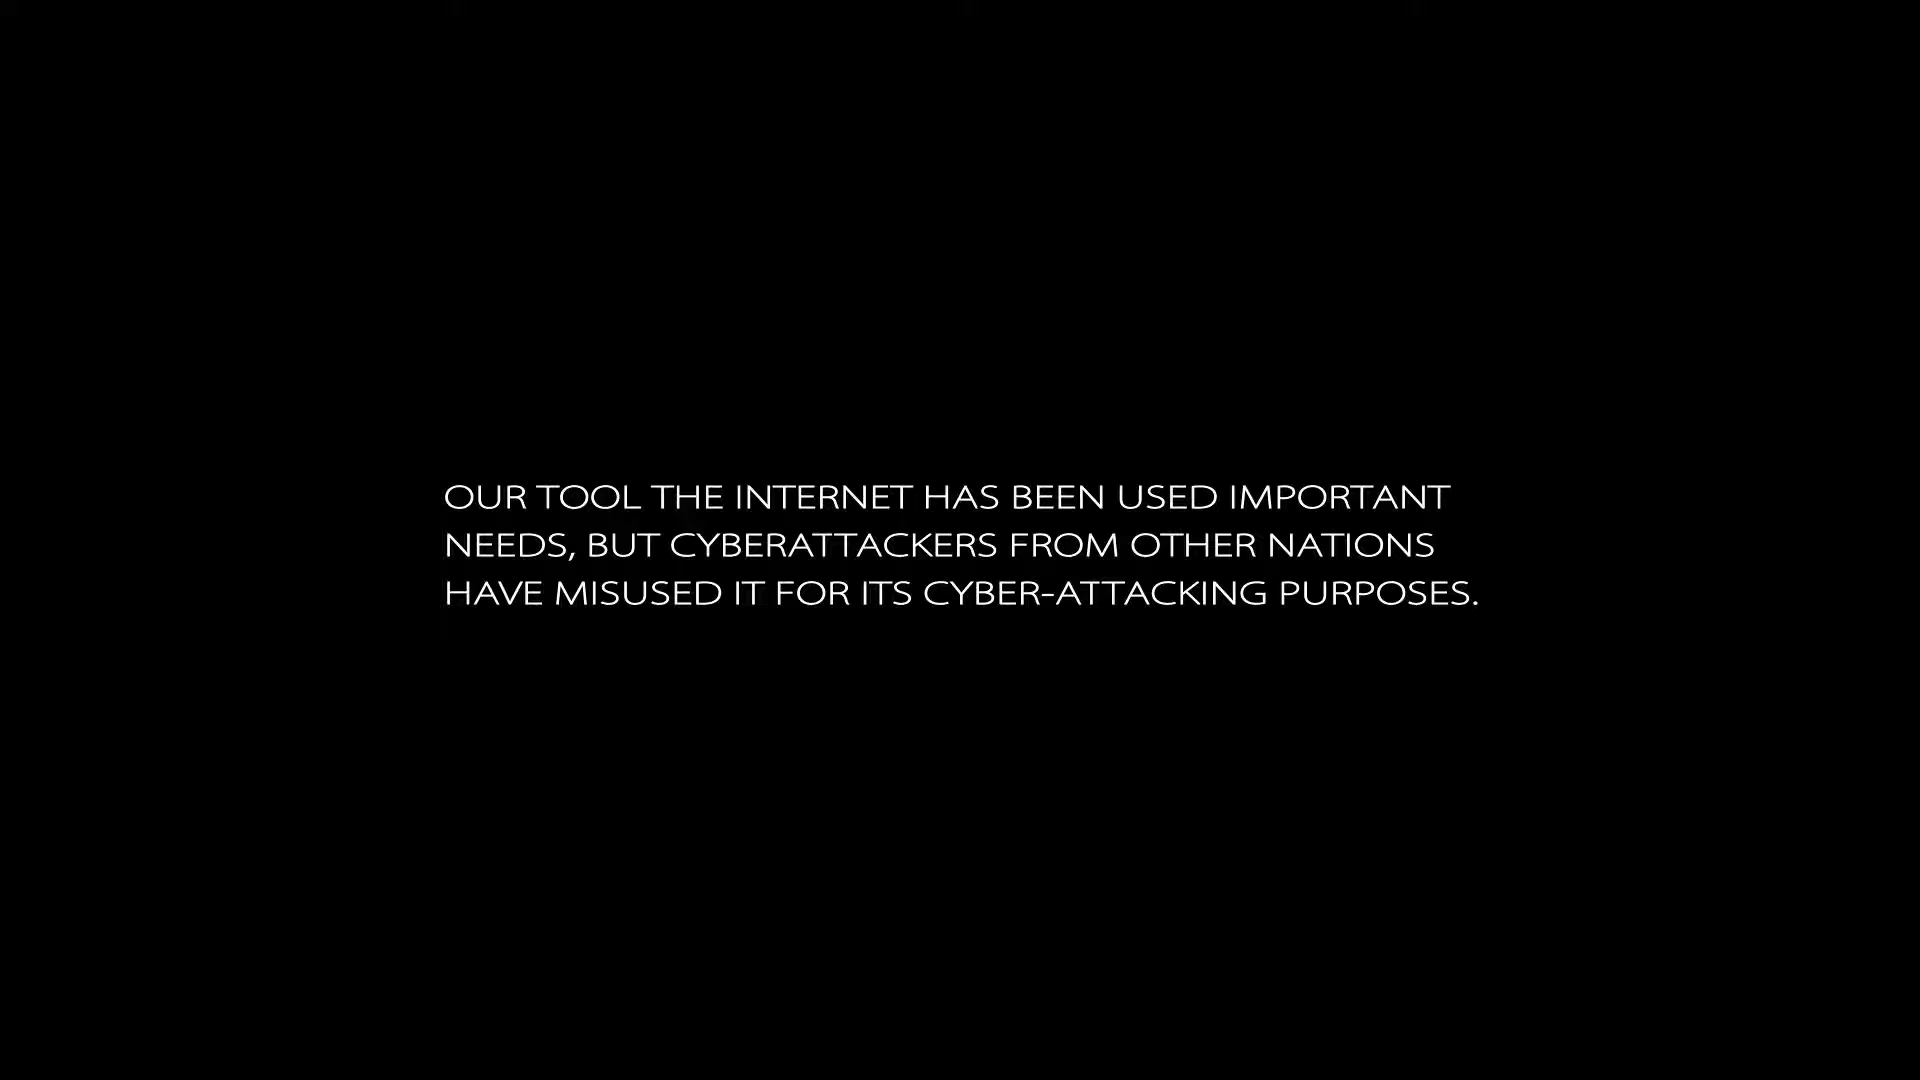 OUR TOOL THE INTERNET HAS BEEN USED IMPORTANT
NEEDS, BUT CYBERATTACKERS FROM OTHER NATIONS
HAVE MISUSED IT FOR ITS CYBER-ATTACKING PURPOSES.